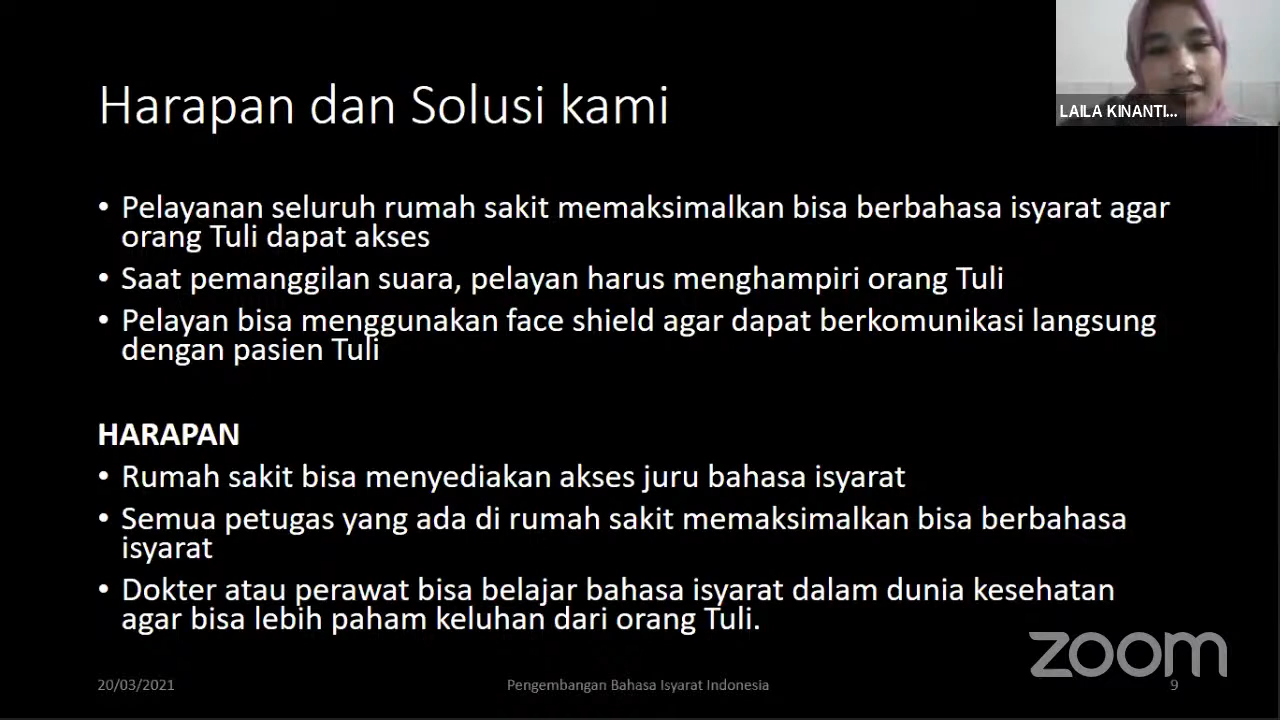 LAILA KINANTI...
Harapan dan Solusi kami
• Pelayanan seluruh rumah sakit memaksimalkan bisa berbahasa isyarat agar
orang Tuli dapat akses
• Saat pemanggilan suara, pelayan harus menghampiri orang Tuli
• Pelayan bisa menggunakan face shield agar dapat berkomunikasi langsung
dengan pasien Tuli
HARAPAN
• Rumah sakit bisa menyediakan akses juru bahasa isyarat
• Semua petugas yang ada di rumah sakit memaksimalkan bisa berbahasa
isyarat
• Dokter atau perawat bisa belajar bahasa isyarat dalam dunia kesehatan
agar bisa lebih paham keluhan dari orang Tuli.
zoom
20/03/2021
Pengembangan Bahasa Isyarat Indonesia
9